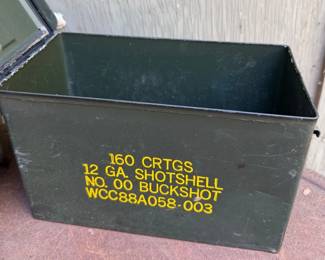 160 CRTGS
12 GA. SHOTSHELL
NO. 00 BUCKSHOT
WCC88A058-003